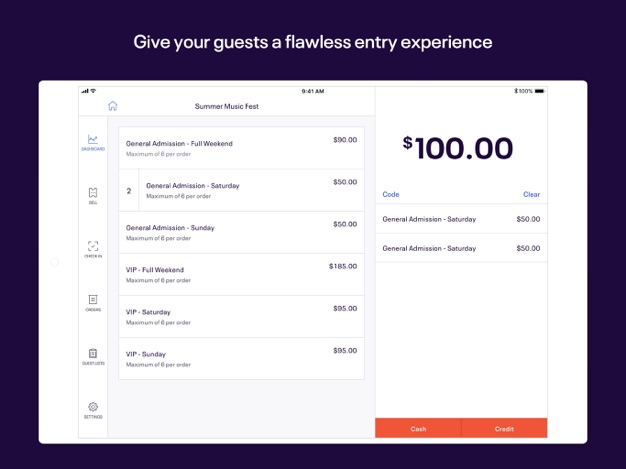 Give your guests a flawless entry experience
9:41 AM
100%
Summer Music Fest
DASHBOARD
SELL
CHECK IN
ORDERS
GUEST LISTS
SETTINGS
General Admission - Full Weekend
$90.00
Maximum of 6 per order
2
General Admission - Saturday
$50.00
Maximum of 6 per order
General Admission - Sunday
$50.00
Maximum of 6 per order
VIP - Full Weekend
$185.00
Maximum of 6 per order
VIP - Saturday
$95.00
Maximum of 6 per order
VIP - Sunday
$95.00
Maximum of 6 per order
$100.00
Code
Clear
General Admission - Saturday
$50.00
General Admission - Saturday
$50.00
Cash
Credit